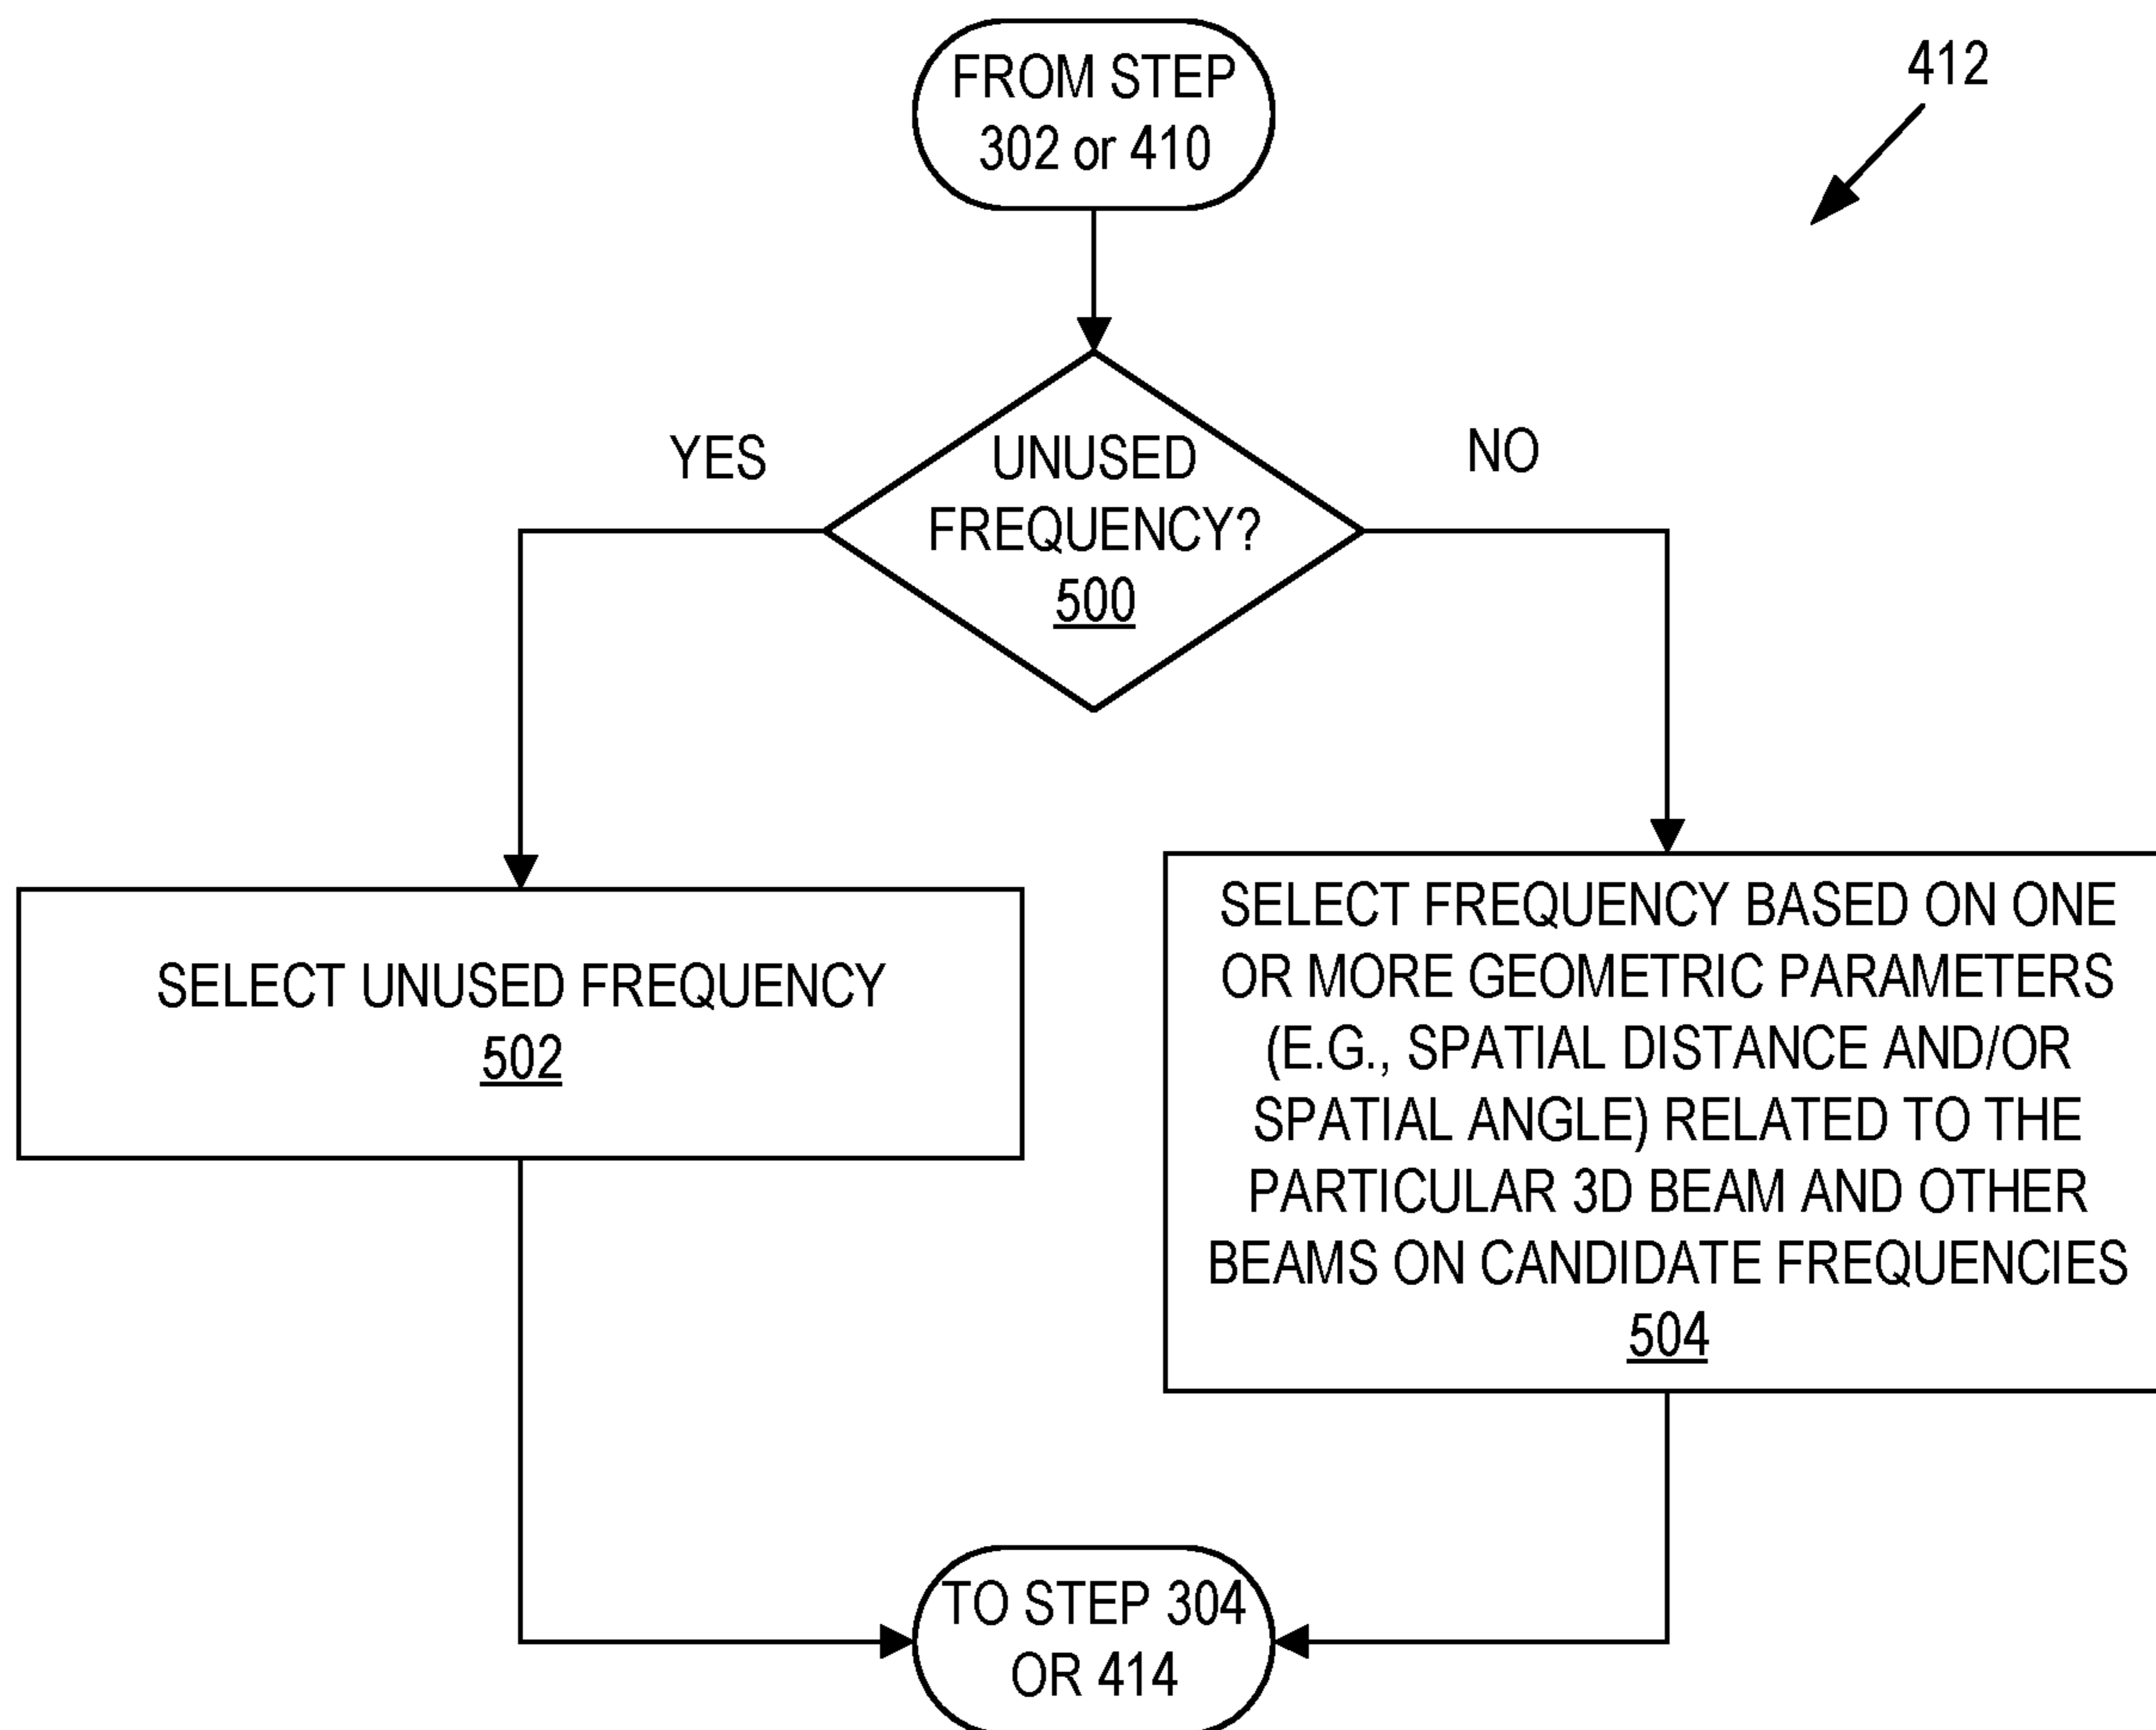 FROM STEP
302 or 410
412
UNUSED
FREQUENCY?
500
YES
NO
SELECT UNUSED FREQUENCY
502
SELECT FREQUENCY BASED ON ONE
OR MORE GEOMETRIC PARAMETERS
(E.G., SPATIAL DISTANCE AND/OR
SPATIAL ANGLE) RELATED TO THE
PARTICULAR 3D BEAM AND OTHER
BEAMS ON CANDIDATE FREQUENCIES
504
TO STEP 304
OR 414